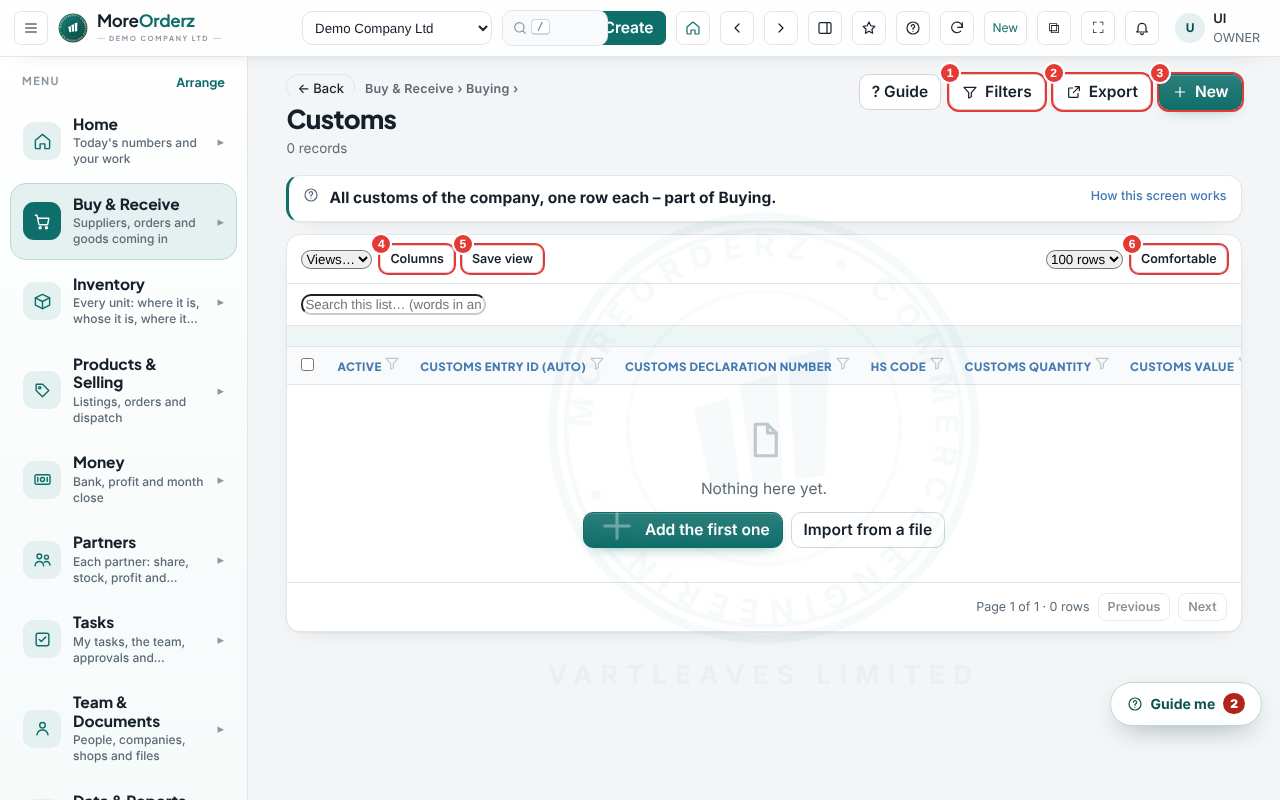 MoreOrderz
— DEMO COMPANY LTD —
Demo Company Ltd
/
Create
New
U
UI
OWNER
MENU
Arrange
Home
Today's numbers and
your work
Buy & Receive
Suppliers, orders and
goods coming in
Inventory
Every unit: where it is,
whose it is, where it...
Products &
Selling
Listings, orders and
dispatch
Money
Bank, profit and month
close
Partners
Each partner: share,
stock, profit and...
Tasks
My tasks, the team,
approvals and...
Team &
Documents
People, companies,
shops and files
Data & Reports
← Back
Buy & Receive › Buying ›
Customs
0 records
? Guide
1
Filters
2
Export
3
+ New
All customs of the company, one row each – part of Buying.
How this screen works
Views...
4
Columns
5
Save view
100 rows
6
Comfortable
Search this list... (words in an
ACTIVE
CUSTOMS ENTRY ID (AUTO)
CUSTOMS DECLARATION NUMBER
HS CODE
CUSTOMS QUANTITY
CUSTOMS VALUE
Nothing here yet.
Add the first one
Import from a file
Page 1 of 1 · 0 rows
Previous
Next
MOREORDERZ • COMMERCE ENGINEERING •
VARTLEAVES LIMITED
Guide me
2